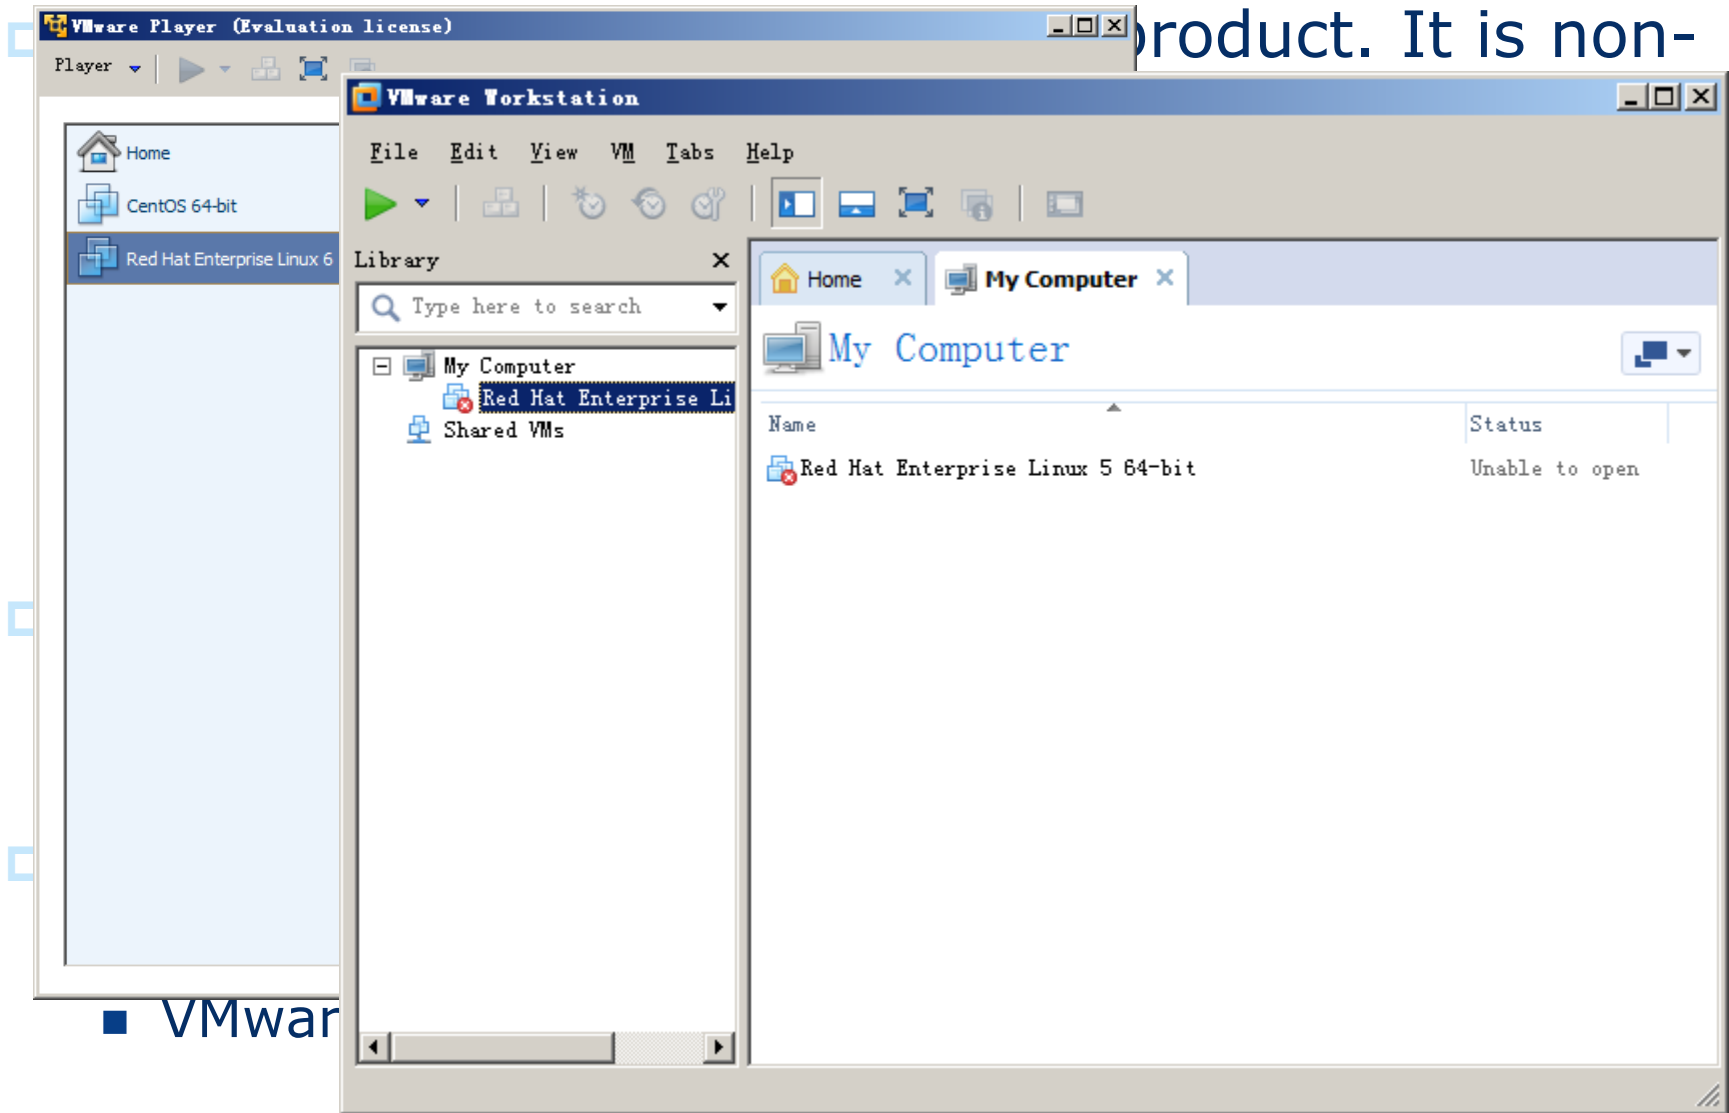 product. It is non-
VMware Player (Evaluation license)
Player
Home
CentOS 64-bit
Red Hat Enterprise Linux 6
VMware Workstation
File Edit View VM Tabs Help
Library
Type here to search
My Computer
Red Hat Enterprise Li
Shared VMs
Home
My Computer
My Computer
Name Status
Red Hat Enterprise Linux 5 64-bit Unable to open
VMwar